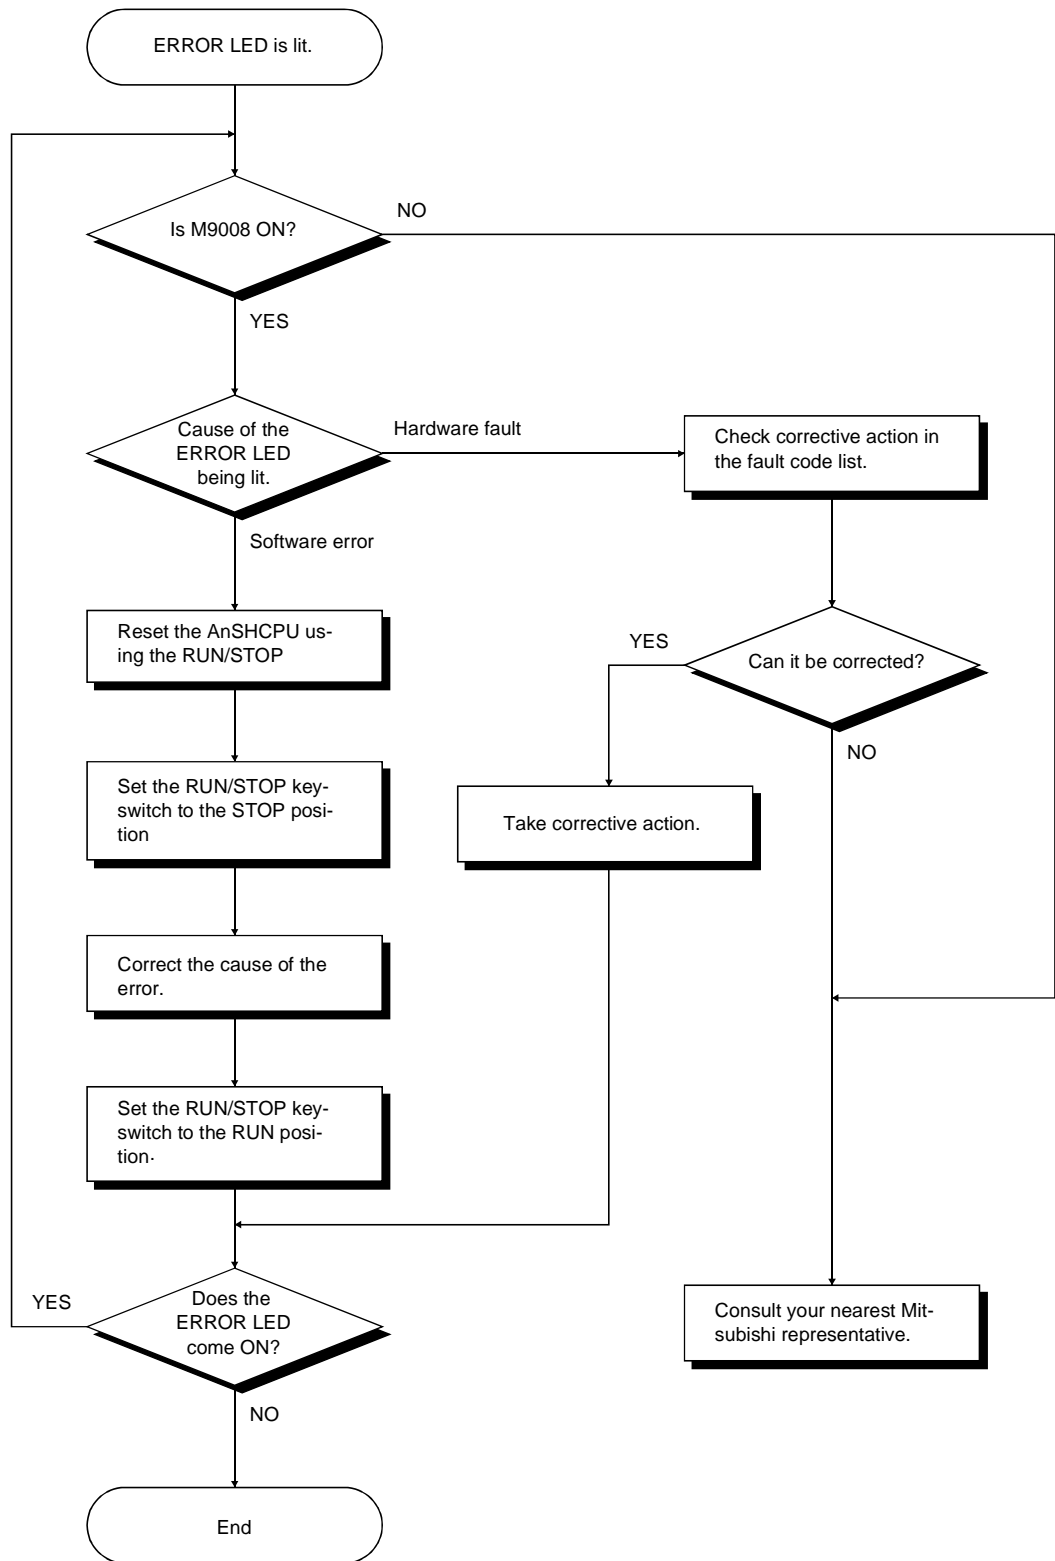 ERROR LED is lit.
Is M9008 ON?
NO
YES
Cause of the
ERROR LED
being lit.
Hardware fault
Check corrective action in
the fault code list.
Software error
Reset the AnSHCPU us-
ing the RUN/STOP
YES
Can it be corrected?
NO
Set the RUN/STOP key-
switch to the STOP posi-
tion
Take corrective action.
Correct the cause of the
error.
Set the RUN/STOP key-
switch to the RUN posi-
tion.
YES
Does the
ERROR LED
come ON?
Consult your nearest Mit-
subishi representative.
NO
End